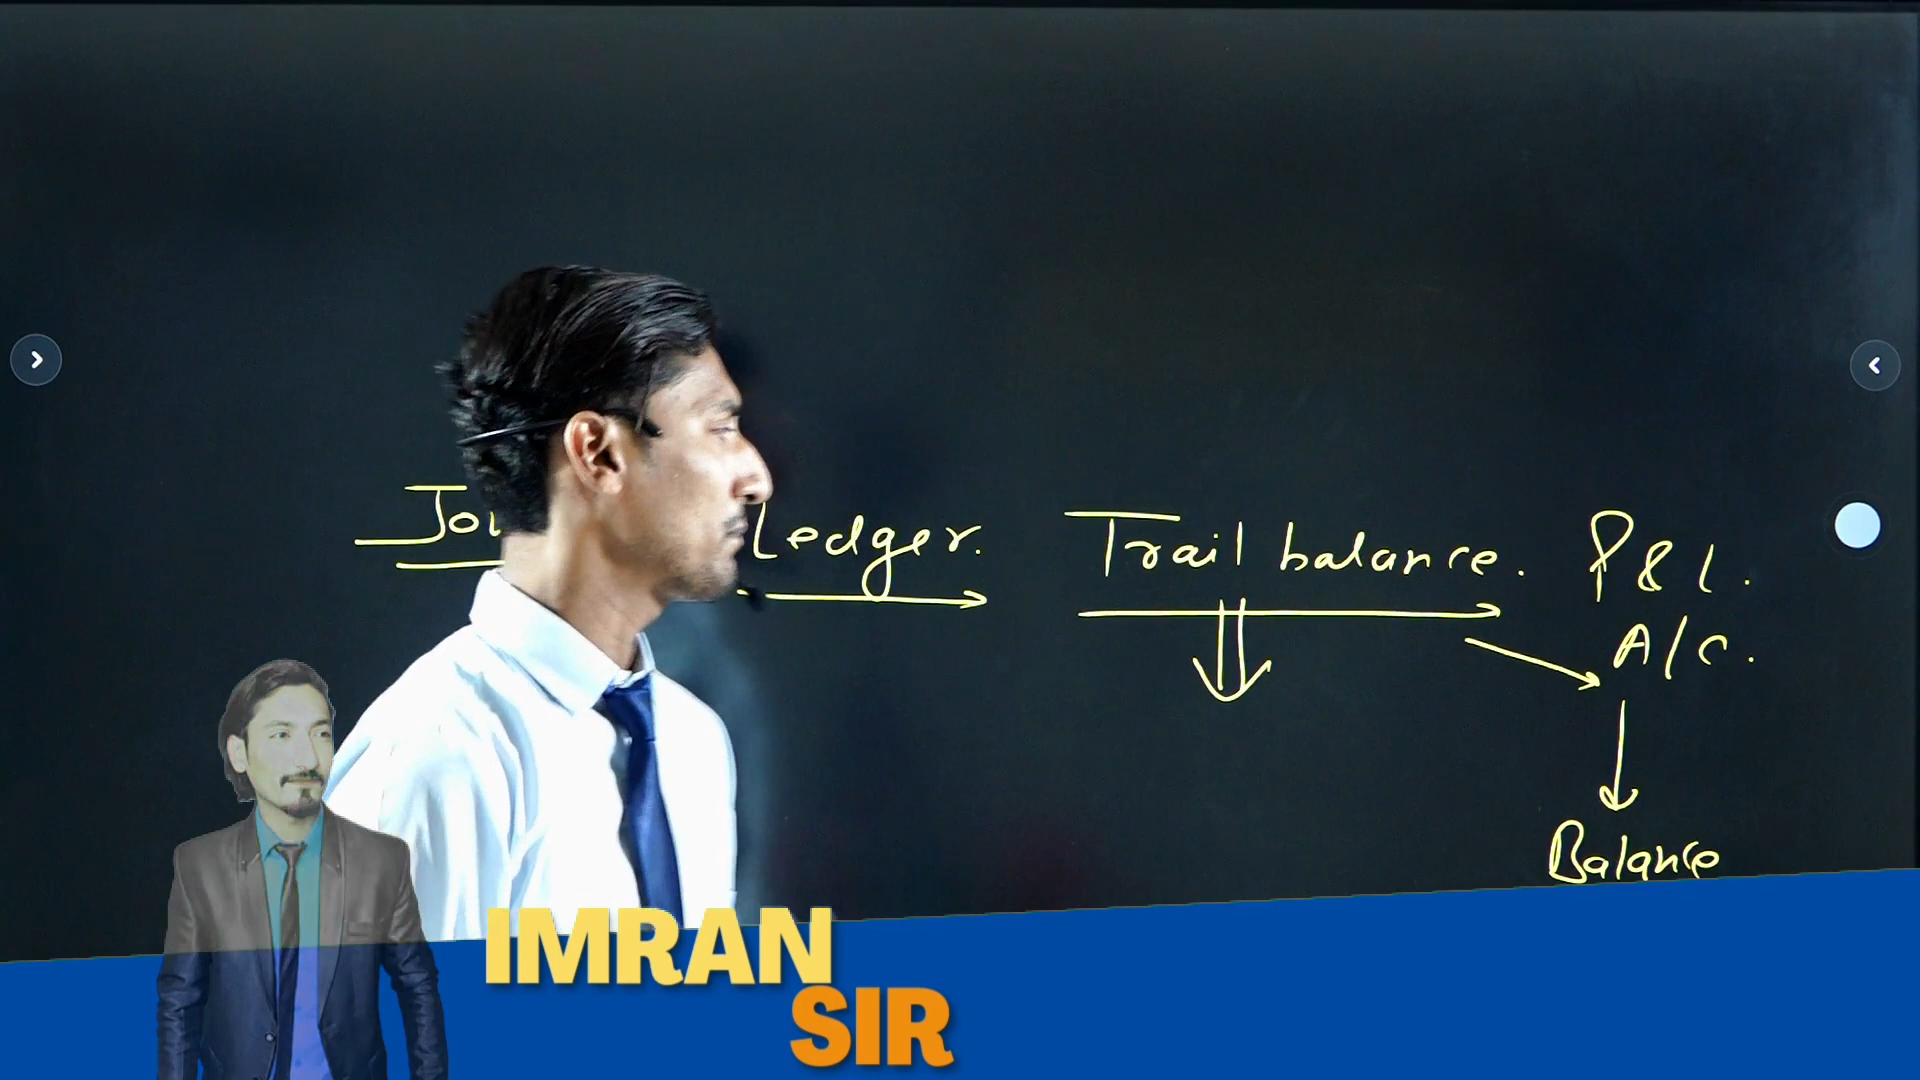 Ledger.
Trail balance.
P & L.
A/C.
Balance
IMRAN
SIR